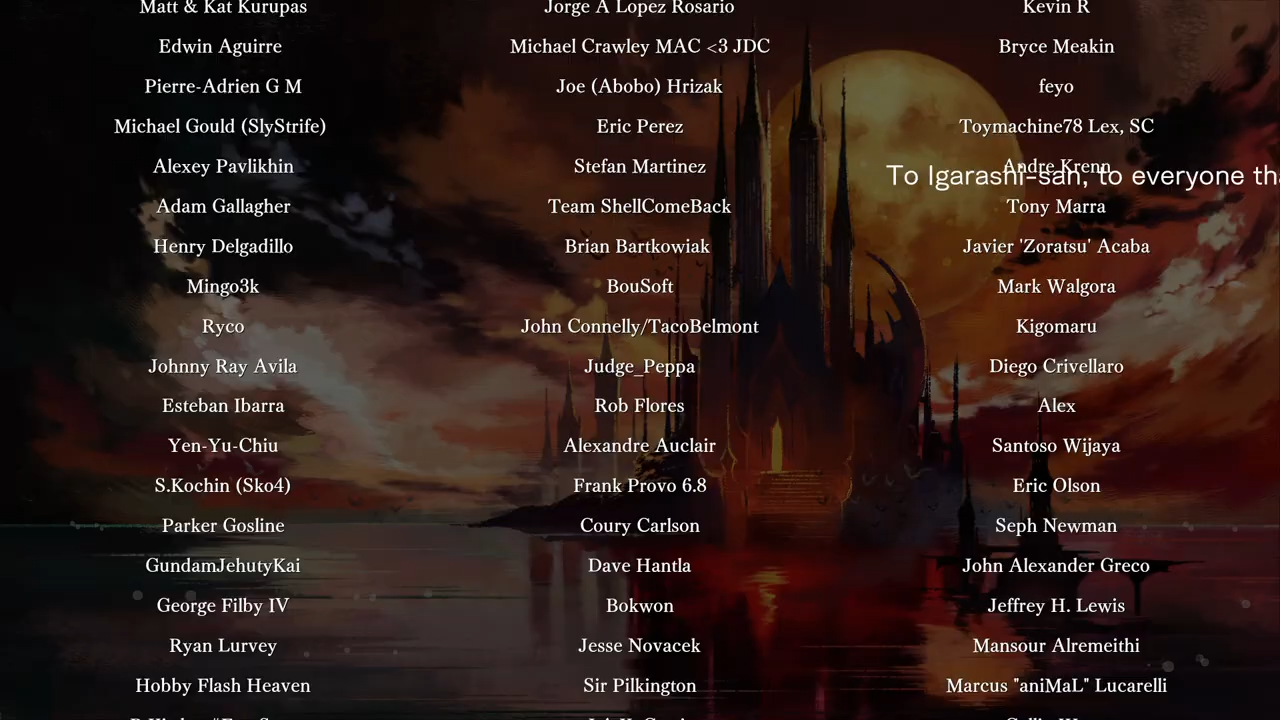 Matt & Kat Kurupas
Edwin Aguirre
Pierre-Adrien G M
Michael Gould (SlyStrife)
Alexey Pavlikhin
Adam Gallagher
Henry Delgadillo
Mingo3k
Ryco
Johnny Ray Avila
Esteban Ibarra
Yen-Yu-Chiu
S.Kochin (Sko4)
Parker Gosline
GundamJehutyKai
George Filby IV
Ryan Lurvey
Hobby Flash Heaven
Jorge A Lopez Rosario
Michael Crawley MAC <3 JDC
Joe (Abobo) Hrizak
Eric Perez
Stefan Martinez
Team ShellComeBack
Brian Bartkowiak
BouSoft
John Connelly/TacoBelmont
Judge_Peppa
Rob Flores
Alexandre Auclair
Frank Provo 6.8
Coury Carlson
Dave Hantla
Bokwon
Jesse Novacek
Sir Pilkington
Kevin R
Bryce Meakin
feyo
Toymachine78 Lex, SC
Andre Krenn
To Igarashi-san, to everyone tha
Tony Marra
Javier 'Zoratsu' Acaba
Mark Walgora
Kigomaru
Diego Crivellaro
Alex
Santoso Wijaya
Eric Olson
Seph Newman
John Alexander Greco
Jeffrey H. Lewis
Mansour Alremeithi
Marcus "aniMaL" Lucarelli